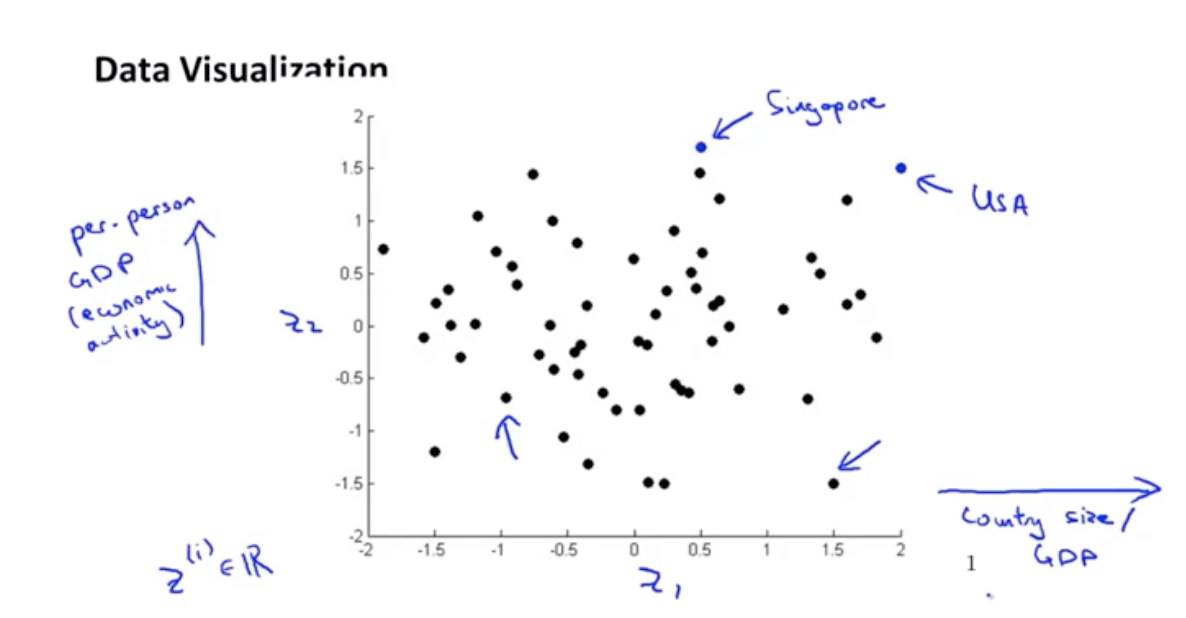 Data Visualization
Singapore
USA
per-person
GDP
(economic
activity)
2
1.5
1
0.5
0
-0.5
-1
-1.5
-2
z₂
-2 -1.5 -1 -0.5 0 0.5 1 1.5 2
z₁
z⁽ⁱ⁾ ∈ ℝ
Country size/
GDP
1